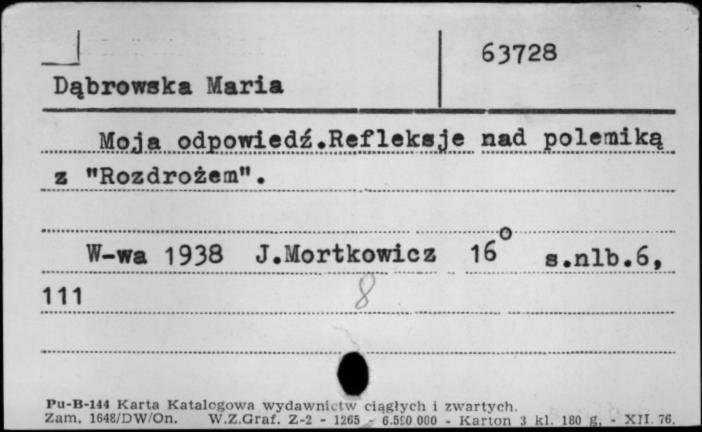 63728
Dąbrowska Maria
Moja odpowiedź.Refleksje nad polemiką
z "Rozdrożem".
W-wa 1938 J.Mortkowicz 16° s.nlb.6,
111
8
Pu-B-144 Karta Katalogowa wydawnictw ciągłych i zwartych.
Zam. 1648/DW/On. W.Z.Graf. Z-2 - 1265 - 6.500 000 - Karton 3 kl. 180 g. - XII. 76.